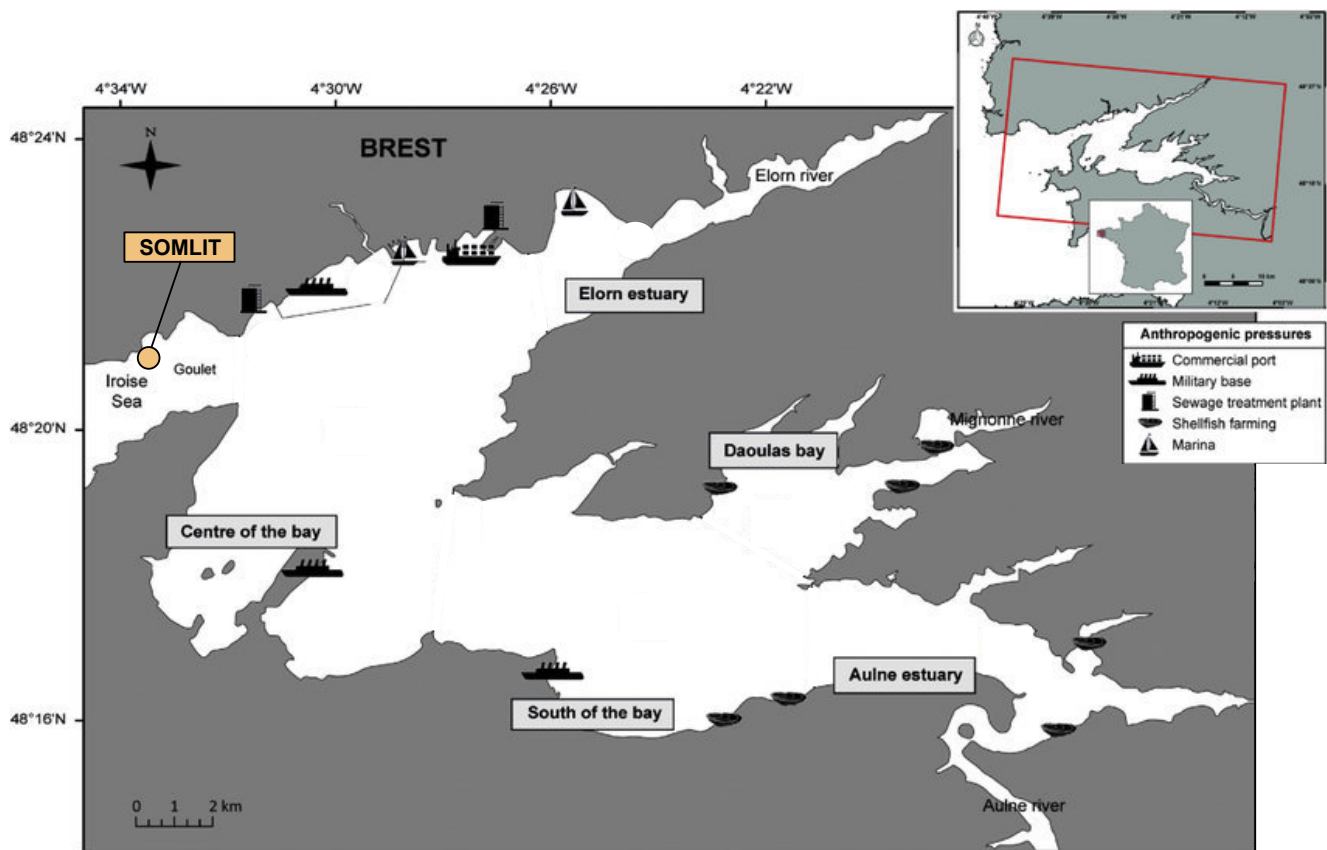 4°34'W
4°30'W
4°26'W
4°22'W
48°24'N
48°20'N
48°16'N
N
BREST
Elorn river
SOMLIT
Elorn estuary
Goulet
Iroise
Sea
Mignonne river
Daoulas bay
Centre of the bay
Aulne estuary
South of the bay
Aulne river
0 1 2 km
Anthropogenic pressures
Commercial port
Military base
Sewage treatment plant
Shellfish farming
Marina